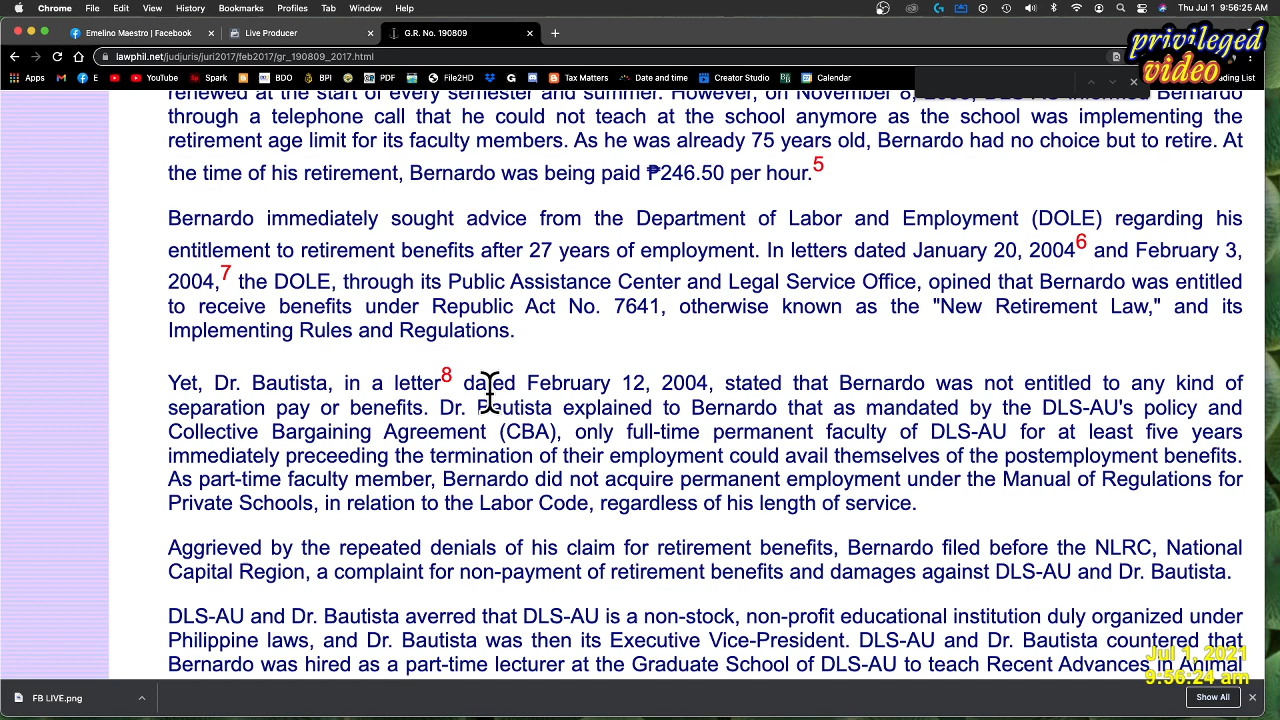 Chrome File Edit View History Bookmarks Profiles Tab Window Help Thu Jul 1 9:56:25 AM
Emelino Maestro | Facebook Live Producer G.R. No. 190809
lawphil.net/judjuris/juri2017/feb2017/gr_190809_2017.html
privileged
video
Apps E YouTube Spark BDO BPI PDF File2HD G Tax Matters Date and time Creator Studio Calendar ding List
renewed at the start of every semester and summer. However, on November 8, informed Bernardo
through a telephone call that he could not teach at the school anymore as the school was implementing the
retirement age limit for its faculty members. As he was already 75 years old, Bernardo had no choice but to retire. At
the time of his retirement, Bernardo was being paid ₱246.50 per hour.5
Bernardo immediately sought advice from the Department of Labor and Employment (DOLE) regarding his
entitlement to retirement benefits after 27 years of employment. In letters dated January 20, 20046 and February 3,
2004,7 the DOLE, through its Public Assistance Center and Legal Service Office, opined that Bernardo was entitled
to receive benefits under Republic Act No. 7641, otherwise known as the "New Retirement Law," and its
Implementing Rules and Regulations.
Yet, Dr. Bautista, in a letter8 dated February 12, 2004, stated that Bernardo was not entitled to any kind of
separation pay or benefits. Dr. Bautista explained to Bernardo that as mandated by the DLS-AU's policy and
Collective Bargaining Agreement (CBA), only full-time permanent faculty of DLS-AU for at least five years
immediately preceeding the termination of their employment could avail themselves of the postemployment benefits.
As part-time faculty member, Bernardo did not acquire permanent employment under the Manual of Regulations for
Private Schools, in relation to the Labor Code, regardless of his length of service.
Aggrieved by the repeated denials of his claim for retirement benefits, Bernardo filed before the NLRC, National
Capital Region, a complaint for non-payment of retirement benefits and damages against DLS-AU and Dr. Bautista.
DLS-AU and Dr. Bautista averred that DLS-AU is a non-stock, non-profit educational institution duly organized under
Philippine laws, and Dr. Bautista was then its Executive Vice-President. DLS-AU and Dr. Bautista countered that
Bernardo was hired as a part-time lecturer at the Graduate School of DLS-AU to teach Recent Advances in Animal
Jul 1, 2021
9:56:24 am
FB LIVE.png Show All